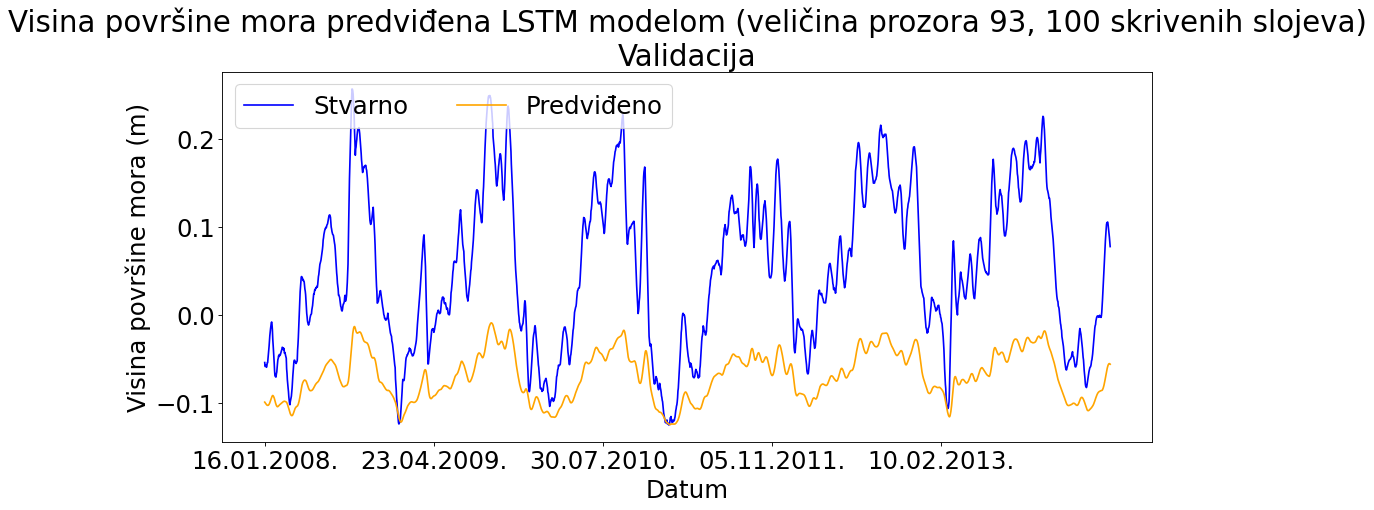 Visina površine mora predviđena LSTM modelom (veličina prozora 93, 100 skrivenih slojeva)
Validacija
Stvarno Predviđeno
Visina površine mora (m)
0.2
0.1
0.0
−0.1
16.01.2008. 23.04.2009. 30.07.2010. 05.11.2011. 10.02.2013.
Datum